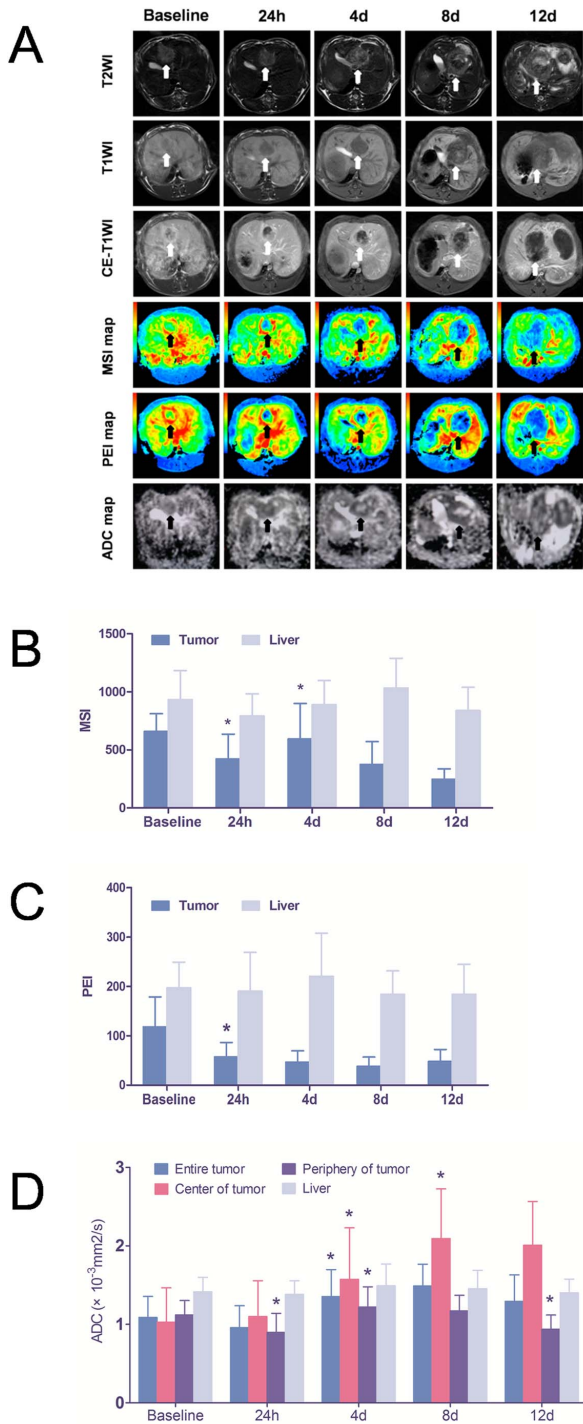 A
Baseline 24h 4d 8d 12d
T2WI
T1WI
CE-T1WI
MSI map
PEI map
ADC map
B
Tumor Liver
1500
1000
500
0
MSI
* *
Baseline 24h 4d 8d 12d
C
Tumor Liver
400
300
200
100
0
PEI
*
Baseline 24h 4d 8d 12d
D
Entire tumor Periphery of tumor
Center of tumor Liver
3
2
1
0
ADC (× 10⁻³mm2/s)
* * * * * *
Baseline 24h 4d 8d 12d